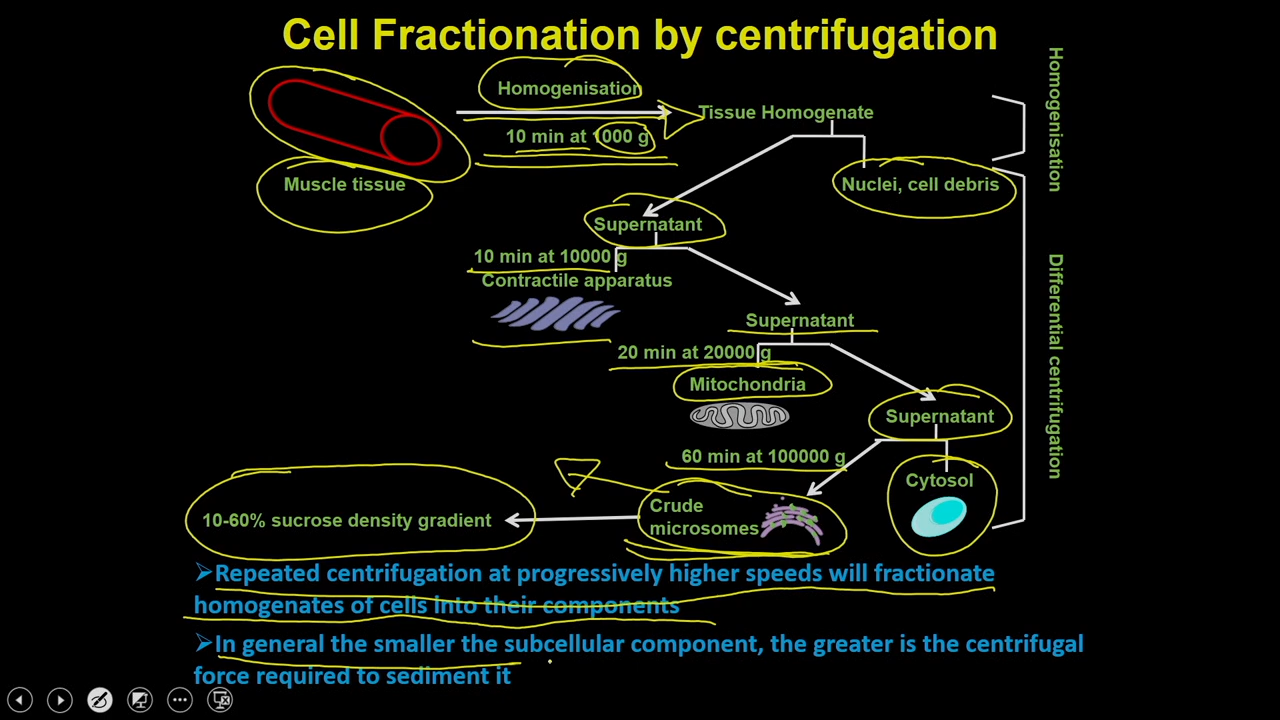 Cell Fractionation by centrifugation
Homogenisation
10 min at 1000 g
Muscle tissue
Tissue Homogenate
Nuclei, cell debris
Homogenisation
Supernatant
10 min at 10000 g
Contractile apparatus
Supernatant
20 min at 20000 g
Mitochondria
Supernatant
60 min at 100000 g
Cytosol
Differential centrifugation
Crude
microsomes
10-60% sucrose density gradient
➢Repeated centrifugation at progressively higher speeds will fractionate
homogenates of cells into their components
➢In general the smaller the subcellular component, the greater is the centrifugal
force required to sediment it